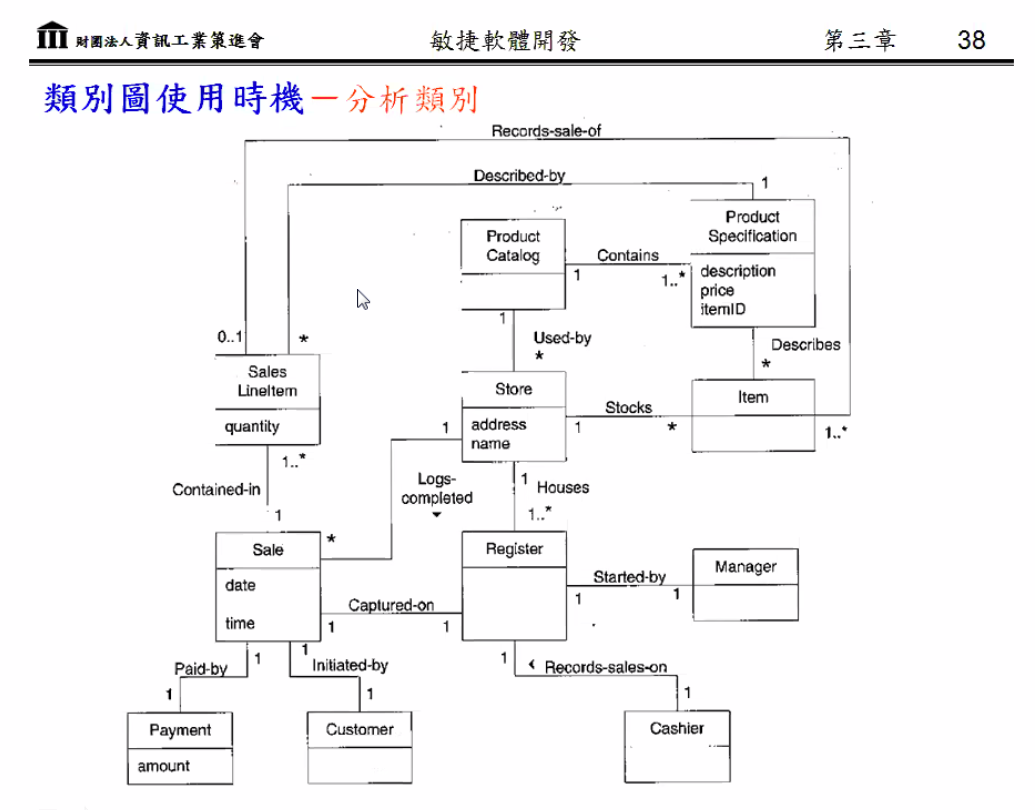 財團法人資訊工業策進會 敏捷軟體開發 第三章 38
類別圖使用時機－分析類別
Records-sale-of
Described-by
1
Product
Specification
description
price
itemID
Product
Catalog
Contains
1
1..*
1
Used-by
*
Describes
*
0..1
*
Sales
LineItem
quantity
Store
address
name
Stocks
1
*
Item
1..*
1..*
Contained-in
1
1
Logs-
completed
1
Houses
1..*
*
Sale
date
time
Register
Manager
Started-by
1
1
Captured-on
1
1
Paid-by
1
1
1
Initiated-by
1
1
Records-sales-on
1
Payment
amount
Customer
Cashier